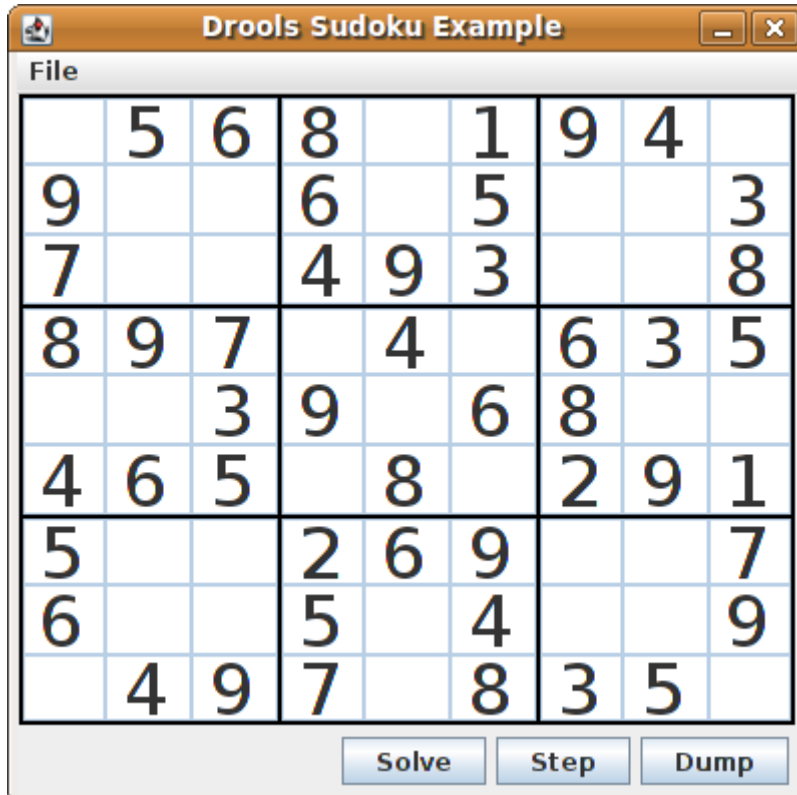 Drools Sudoku Example
File
5 6 8 1 9 4
9 6 5 3
7 4 9 3 8
8 9 7 4 6 3 5
3 9 6 8
4 6 5 8 2 9 1
5 2 6 9 7
6 5 4 9
4 9 7 8 3 5
Solve Step Dump